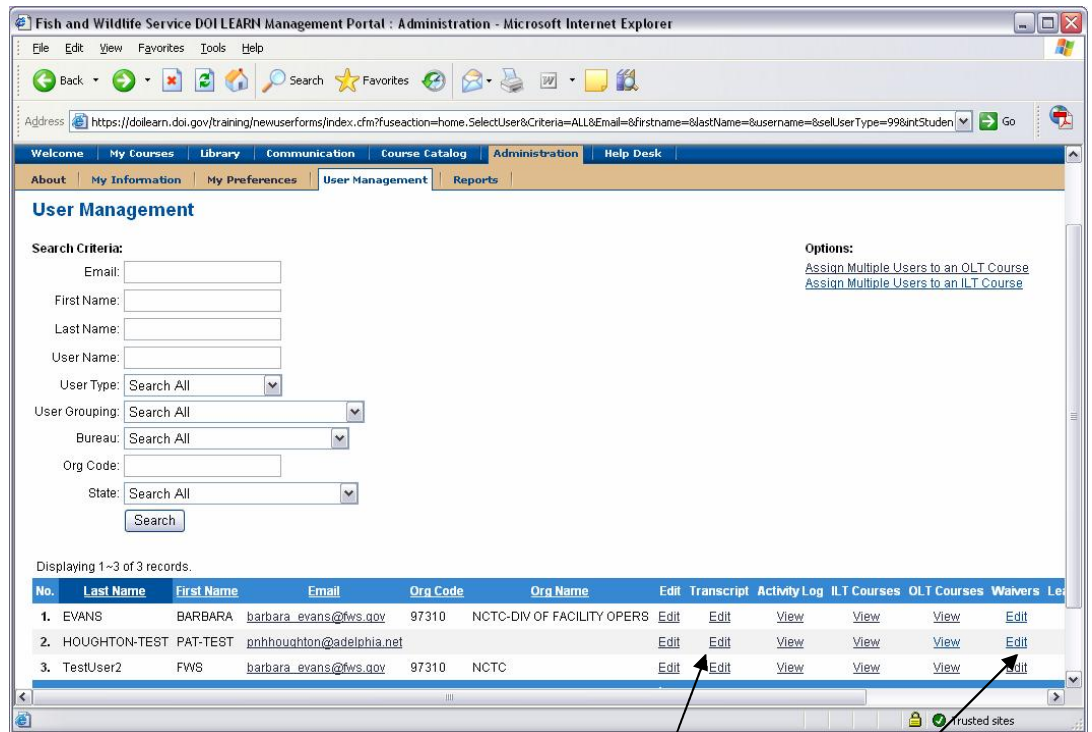 Fish and Wildlife Service DOI LEARN Management Portal : Administration - Microsoft Internet Explorer
File Edit View Favorites Tools Help
Back Search Favorites
Address https://doilearn.doi.gov/training/newuserforms/index.cfm?fuseaction=home.SelectUser&Criteria=ALL&Email=&firstname=&lastName=&username=&selUserType=99&intStuden Go
Welcome My Courses Library Communication Course Catalog Administration Help Desk
About My Information My Preferences User Management Reports
User Management
Search Criteria: Options:
Email: Assign Multiple Users to an OLT Course
Assign Multiple Users to an ILT Course
First Name:
Last Name:
User Name:
User Type: Search All
User Grouping: Search All
Bureau: Search All
Org Code:
State: Search All
Search
Displaying 1~3 of 3 records.
No. Last Name First Name Email Org Code Org Name Edit Transcript Activity Log ILT Courses OLT Courses Waivers Lea
1. EVANS BARBARA barbara_evans@fws.gov 97310 NCTC-DIV OF FACILITY OPERS Edit Edit View View View Edit
2. HOUGHTON-TEST PAT-TEST pnhhoughton@adelphia.net Edit Edit View View View Edit
3. TestUser2 FWS barbara_evans@fws.gov 97310 NCTC Edit Edit View View View Edit
Trusted sites